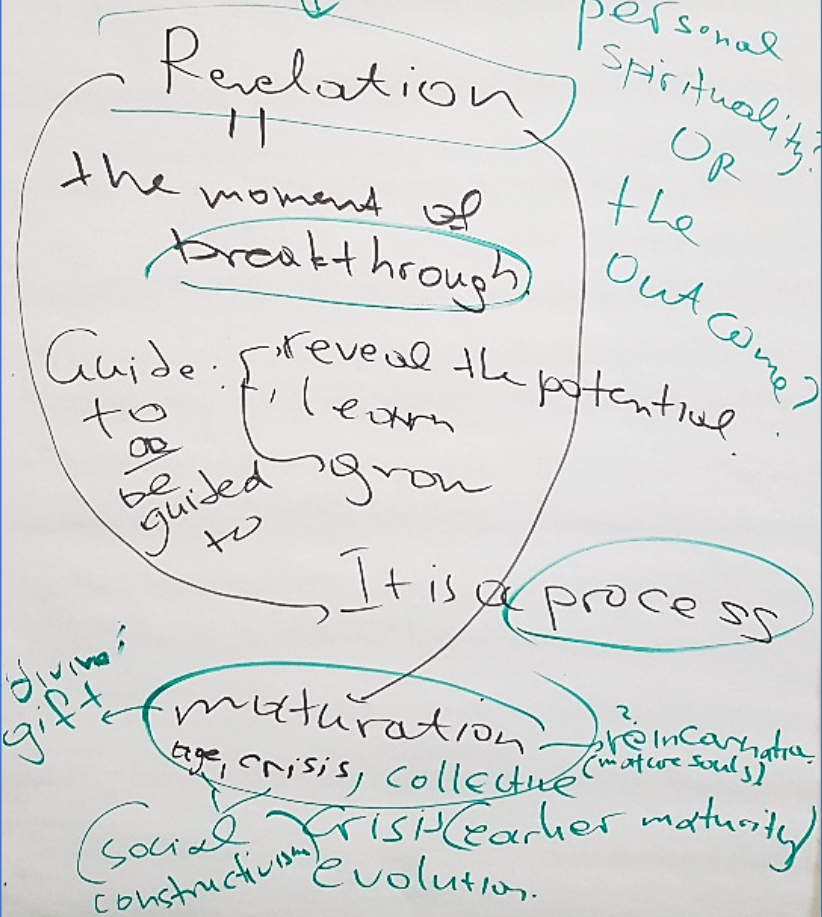 personal
spirituality?
OR
the
outcome?
Revelation
the moment of
breakthrough
Guide: reveal the potential.
to learn
or
be guided grow
to
It is a process
divine
gift
maturation
?
reincarnation
(mature souls)
age, crisis, collective
(social crisis (earlier maturity)
constructivism) evolution.